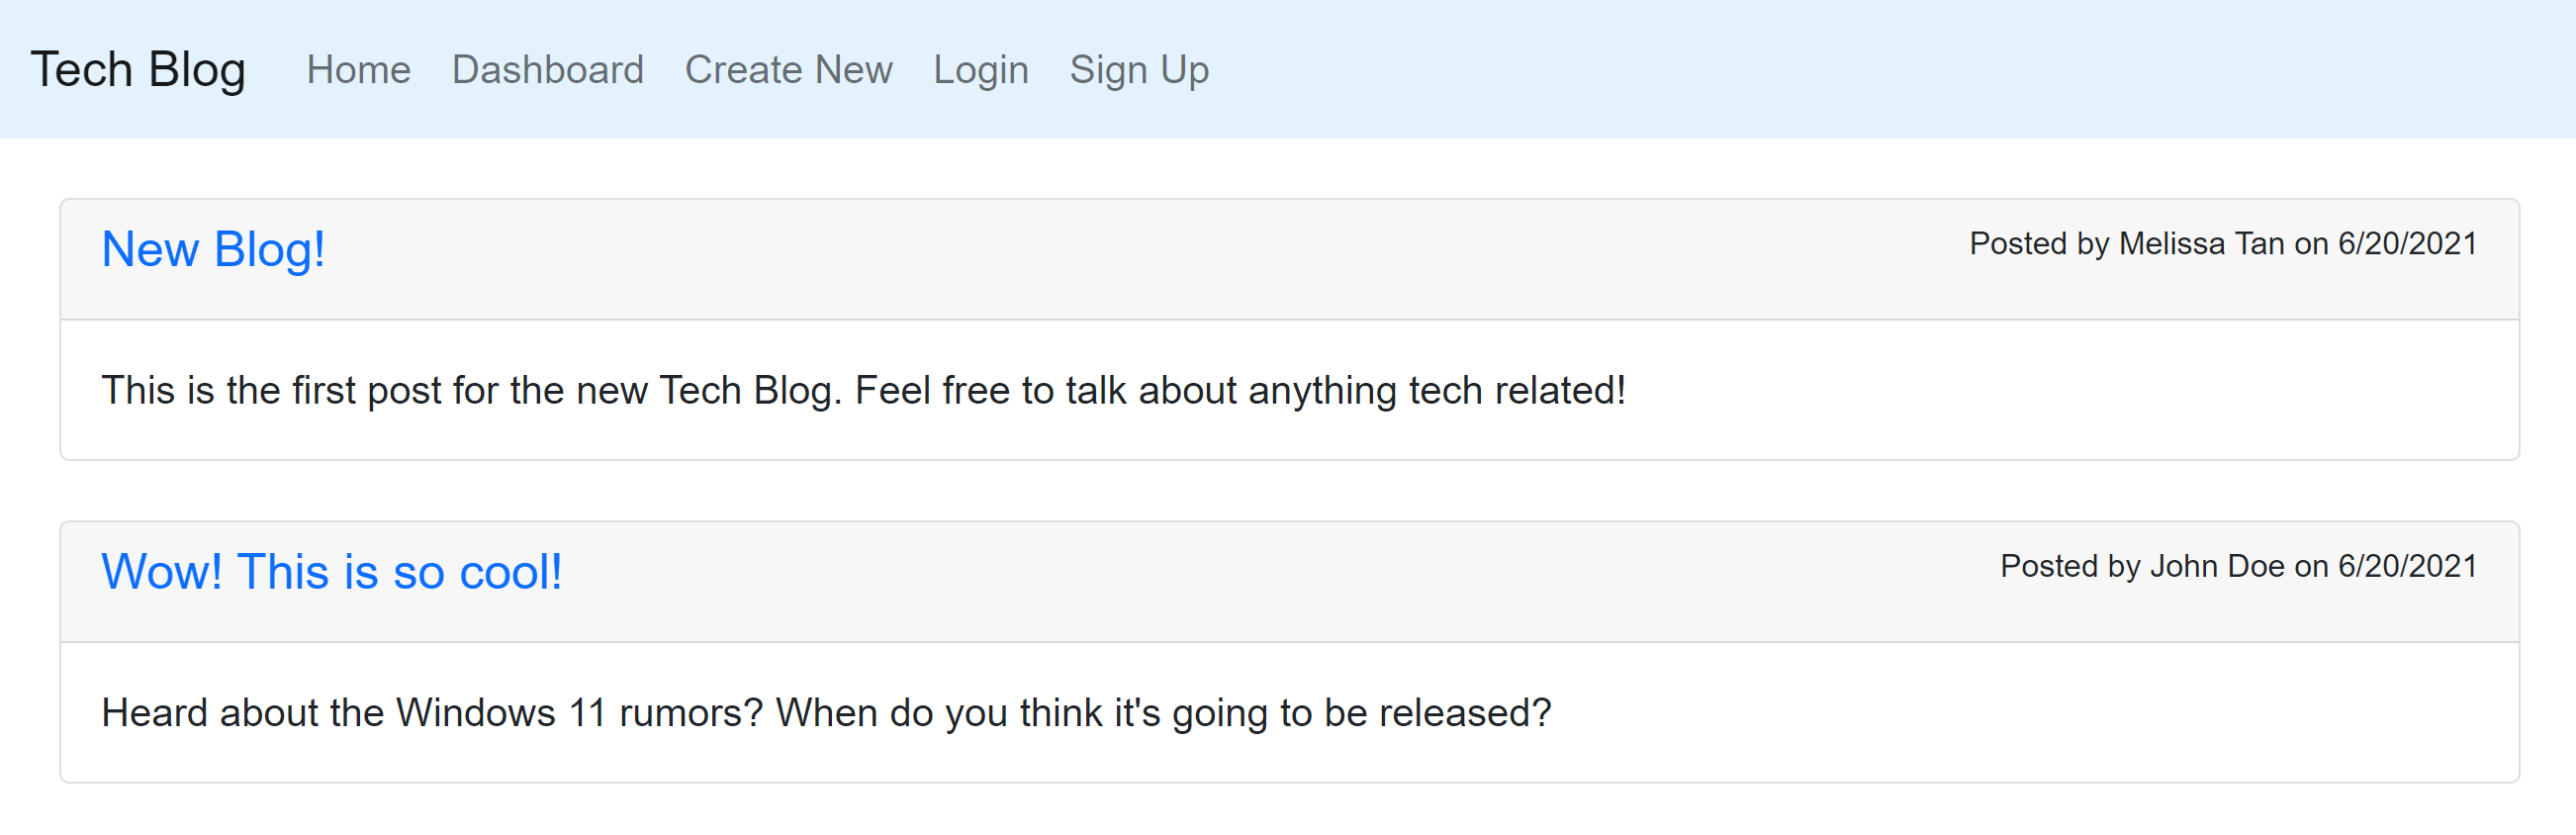 Tech Blog Home Dashboard Create New Login Sign Up
New Blog! Posted by Melissa Tan on 6/20/2021
This is the first post for the new Tech Blog. Feel free to talk about anything tech related!
Wow! This is so cool! Posted by John Doe on 6/20/2021
Heard about the Windows 11 rumors? When do you think it's going to be released?